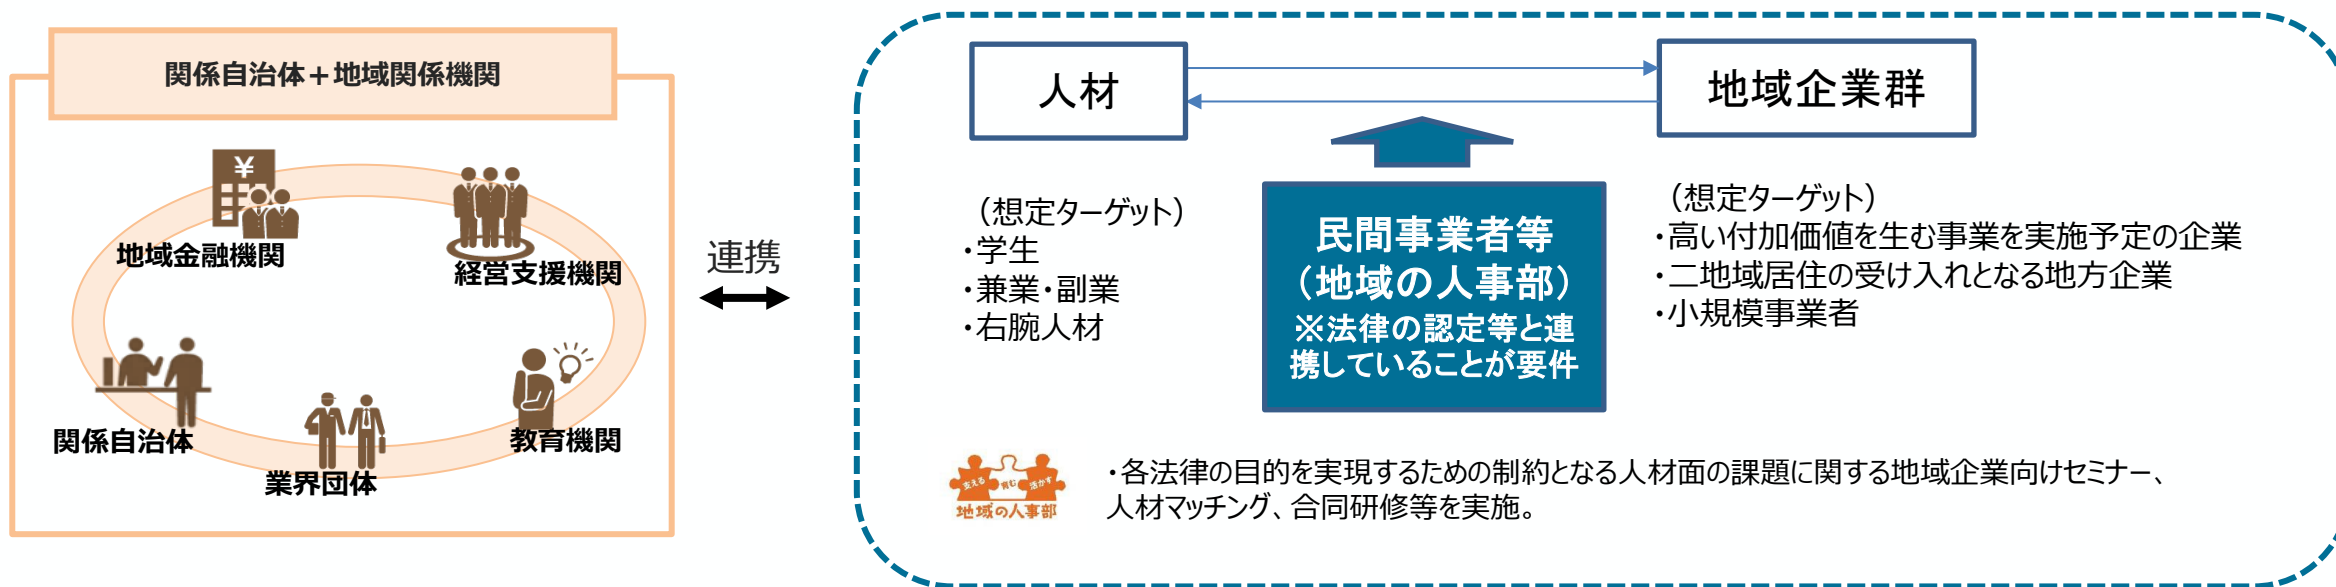 関係自治体＋地域関係機関
¥
地域金融機関
経営支援機関
関係自治体
業界団体
教育機関
連携
人材
地域企業群
（想定ターゲット）
・学生
・兼業・副業
・右腕人材
民間事業者等
（地域の人事部）
※法律の認定等と連
携していることが要件
（想定ターゲット）
・高い付加価値を生む事業を実施予定の企業
・二地域居住の受け入れとなる地方企業
・小規模事業者
支える 育む 活かす
地域の人事部
・各法律の目的を実現するための制約となる人材面の課題に関する地域企業向けセミナー、
人材マッチング、合同研修等を実施。